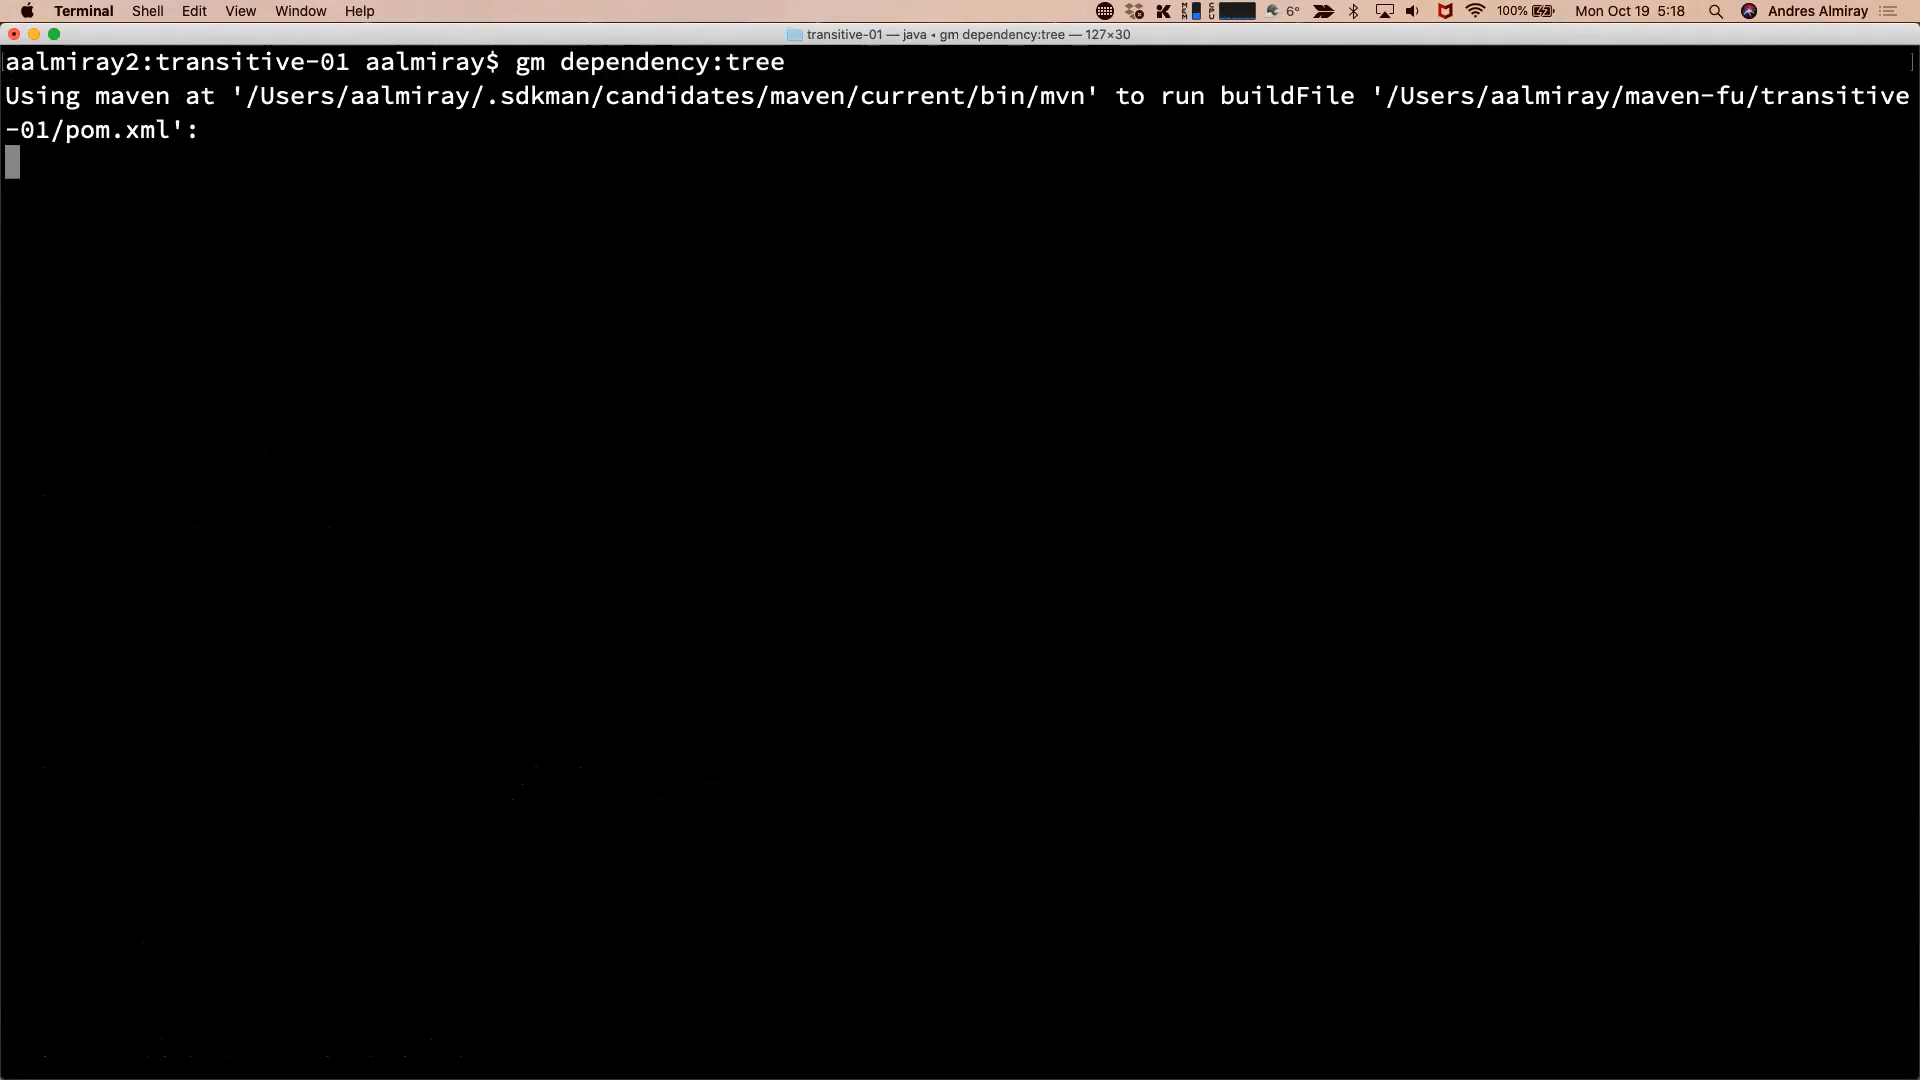 Terminal Shell Edit View Window Help 6° 100% Mon Oct 19 5:18 Andres Almiray
transitive-01 — java ◂ gm dependency:tree — 127×30
aalmiray2:transitive-01 aalmiray$ gm dependency:tree
Using maven at '/Users/aalmiray/.sdkman/candidates/maven/current/bin/mvn' to run buildFile '/Users/aalmiray/maven-fu/transitive
-01/pom.xml':